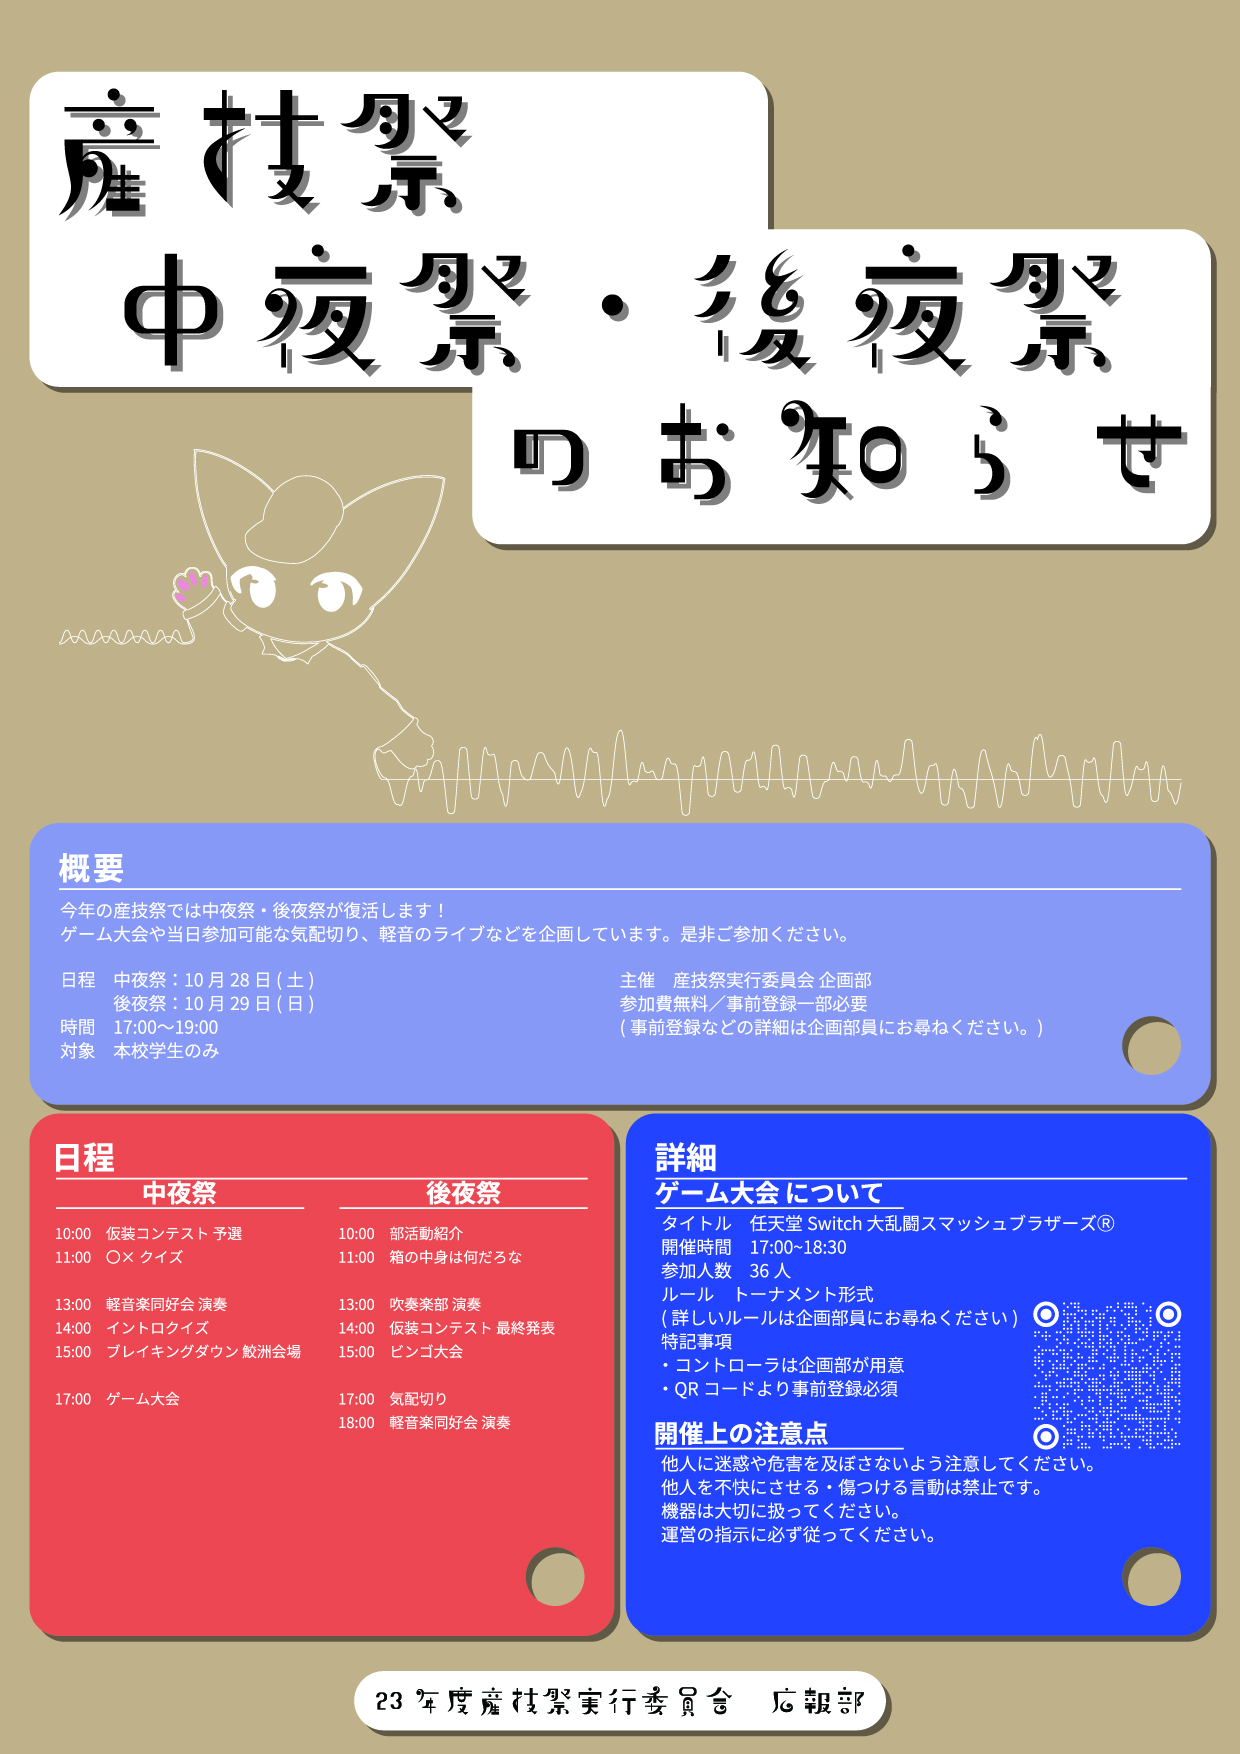 産技祭
中夜祭・後夜祭
のお知らせ
概要
今年の産技祭では中夜祭・後夜祭が復活します！
ゲーム大会や当日参加可能な気配切り、軽音のライブなどを企画しています。是非ご参加ください。
日程　中夜祭：10 月 28 日 ( 土 )
後夜祭：10 月 29 日 ( 日 )
時間　17:00〜19:00
対象　本校学生のみ
主催　産技祭実行委員会 企画部
参加費無料／事前登録一部必要
( 事前登録などの詳細は企画部員にお尋ねください。)
日程
中夜祭
10:00　仮装コンテスト 予選
11:00　〇× クイズ
13:00　軽音楽同好会 演奏
14:00　イントロクイズ
15:00　ブレイキングダウン 鮫洲会場
17:00　ゲーム大会
後夜祭
10:00　部活動紹介
11:00　箱の中身は何だろな
13:00　吹奏楽部 演奏
14:00　仮装コンテスト 最終発表
15:00　ビンゴ大会
17:00　気配切り
18:00　軽音楽同好会 演奏
詳細
ゲーム大会 について
タイトル　任天堂 Switch 大乱闘スマッシュブラザーズ®
開催時間　17:00~18:30
参加人数　36 人
ルール　トーナメント形式
( 詳しいルールは企画部員にお尋ねください )
特記事項
・コントローラは企画部が用意
・QR コードより事前登録必須
開催上の注意点
他人に迷惑や危害を及ぼさないよう注意してください。
他人を不快にさせる・傷つける言動は禁止です。
機器は大切に扱ってください。
運営の指示に必ず従ってください。
23 年度産技祭実行委員会　広報部